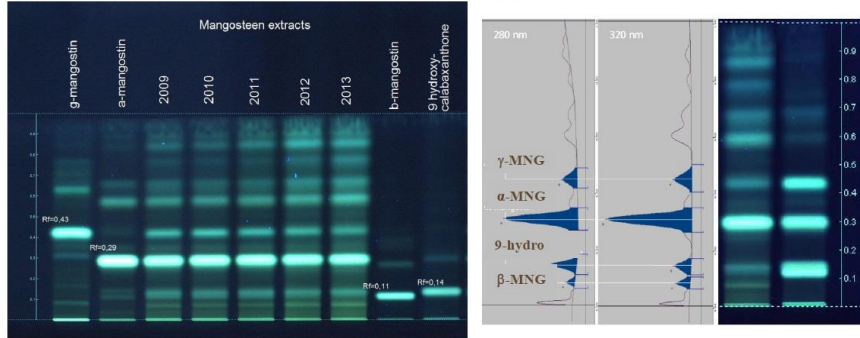 Mangosteen extracts
g-mangostin
a-mangostin
2009
2010
2011
2012
2013
b-mangostin
9 hydroxy-
calabaxanthone
Rf=0,43
Rf=0,29
Rf=0,11
Rf=0,14
280 nm
320 nm
γ-MNG
α-MNG
9-hydro
β-MNG
0.9
0.8
0.7
0.6
0.5
0.4
0.3
0.2
0.1